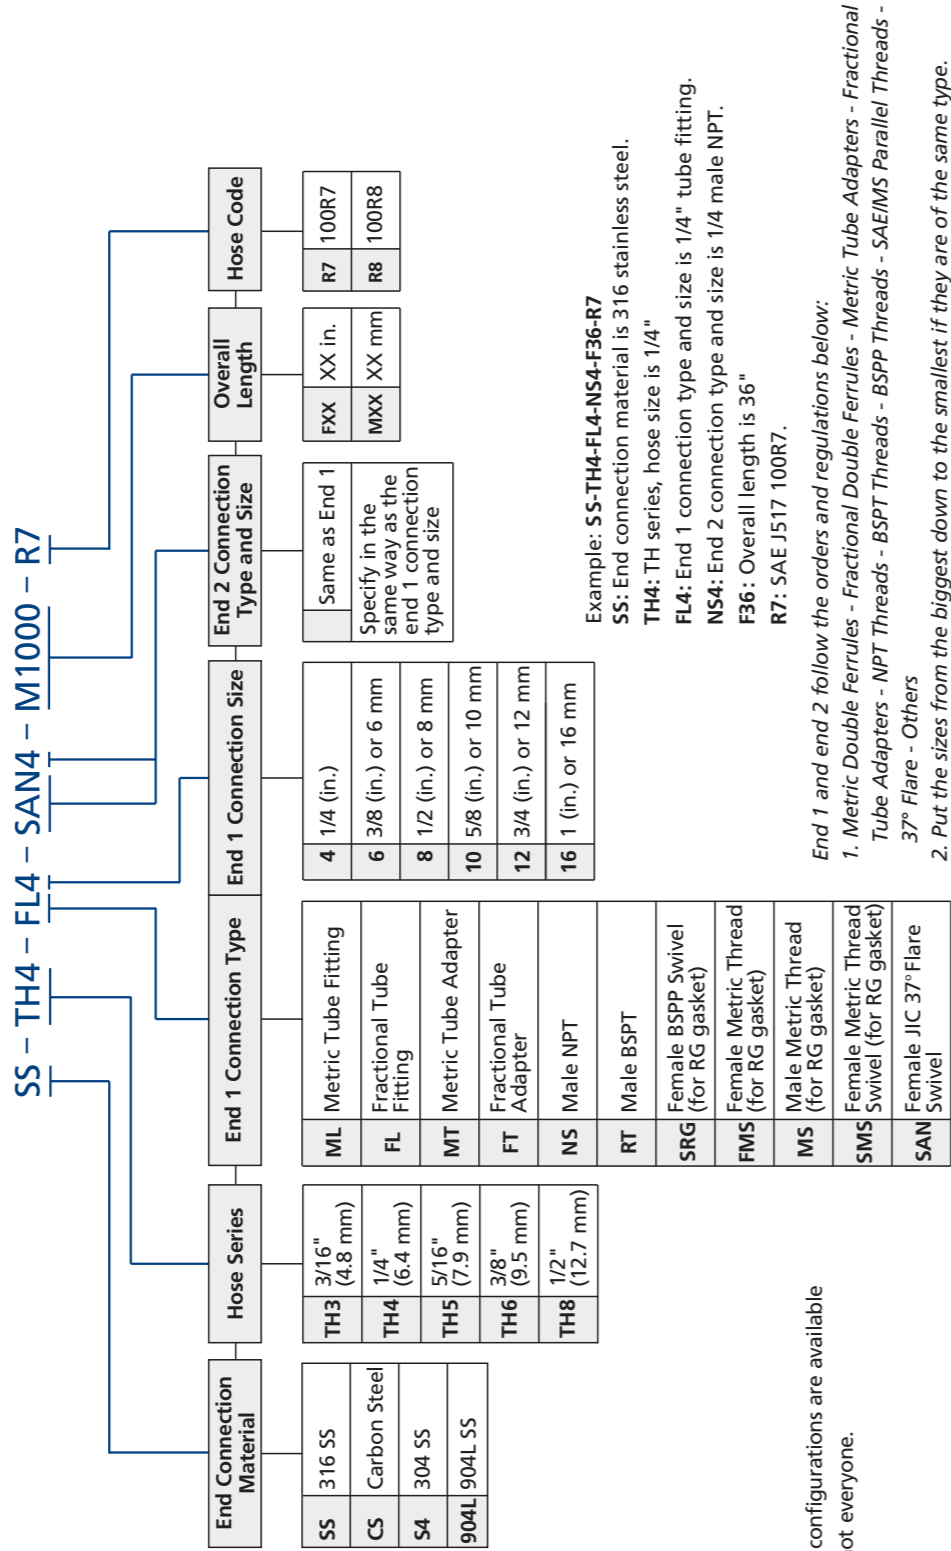 SS – TH4 – FL4 – SAN4 – M1000 – R7
End Connection
Material
SS 316 SS
CS Carbon Steel
S4 304 SS
904L 904L SS
Hose Series
TH3 3/16"
(4.8 mm)
TH4 1/4"
(6.4 mm)
TH5 5/16"
(7.9 mm)
TH6 3/8"
(9.5 mm)
TH8 1/2"
(12.7 mm)
End 1 Connection Type
ML Metric Tube Fitting
FL Fractional Tube
Fitting
MT Metric Tube Adapter
FT Fractional Tube
Adapter
NS Male NPT
RT Male BSPT
SRG Female BSPP Swivel
(for RG gasket)
FMS Female Metric Thread
(for RG gasket)
MS Male Metric Thread
(for RG gasket)
SMS Female Metric Thread
Swivel (for RG gasket)
SAN Female JIC 37° Flare
Swivel
End 1 Connection Size
4 1/4 (in.)
6 3/8 (in.) or 6 mm
8 1/2 (in.) or 8 mm
10 5/8 (in.) or 10 mm
12 3/4 (in.) or 12 mm
16 1 (in.) or 16 mm
End 2 Connection
Type and Size
Same as End 1
Specify in the
same way as the
end 1 connection
type and size
Overall
Length
FXX XX in.
MXX XX mm
Hose Code
R7 100R7
R8 100R8
Example: SS-TH4-FL4-NS4-F36-R7
SS: End connection material is 316 stainless steel.
TH4: TH series, hose size is 1/4"
FL4: End 1 connection type and size is 1/4" tube fitting.
NS4: End 2 connection type and size is 1/4 male NPT.
F36 : Overall length is 36"
R7: SAE J517 100R7.
End 1 and end 2 follow the orders and regulations below:
1. Metric Double Ferrules - Fractional Double Ferrules - Metric Tube Adapters - Fractional
Tube Adapters - NPT Threads - BSPT Threads - BSPP Threads - SAE/MS Parallel Threads -
37° Flare - Others
2. Put the sizes from the biggest down to the smallest if they are of the same type.
configurations are available
not everyone.